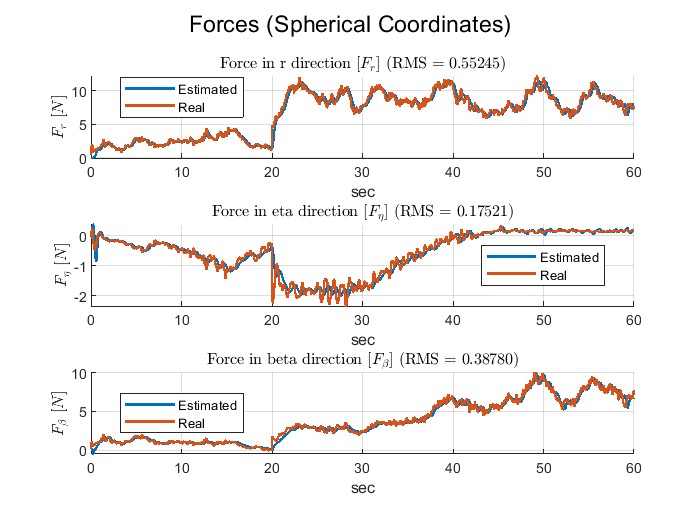 Forces (Spherical Coordinates)
Force in r direction [F_r] (RMS = 0.55245)
F_r [N]
10
5
0
Estimated
Real
0 10 20 30 40 50 60
sec
Force in eta direction [F_η] (RMS = 0.17521)
F_η [N]
0
-1
-2
Estimated
Real
0 10 20 30 40 50 60
sec
Force in beta direction [F_β] (RMS = 0.38780)
F_β [N]
10
5
0
Estimated
Real
0 10 20 30 40 50 60
sec